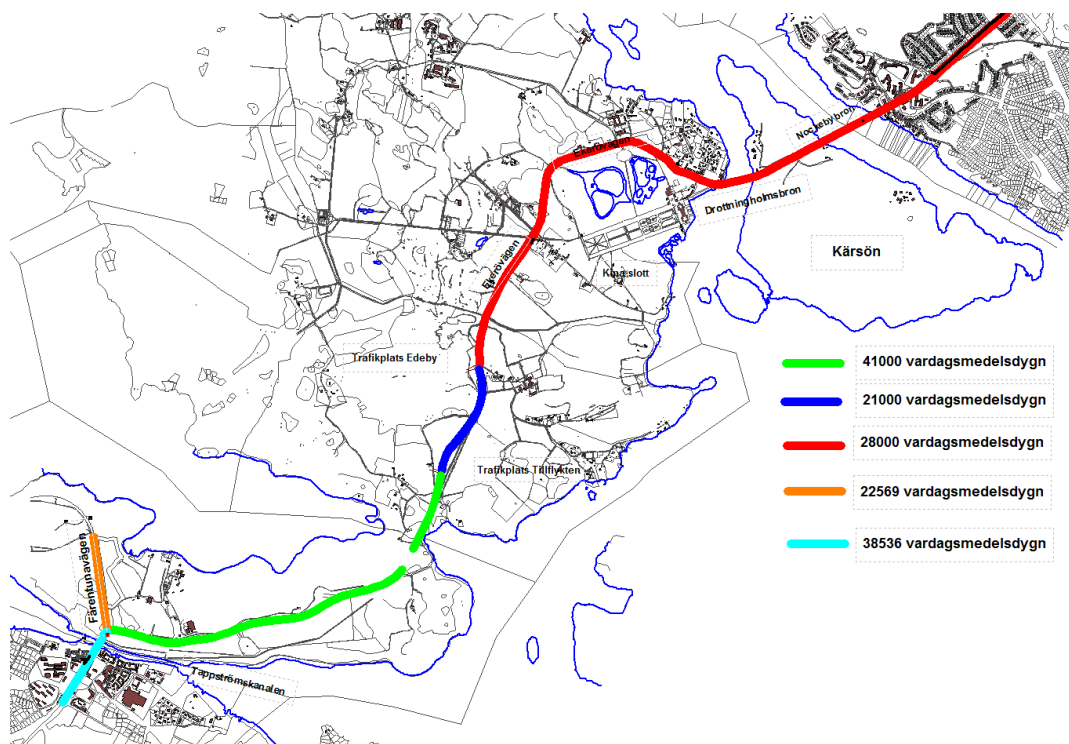 Nockebybron
Ekerövägen
Drottningholmsbron
Kärsön
Ekerövägen
Kina slott
Trafikplats Edeby
41000 vardagsmedelsdygn
21000 vardagsmedelsdygn
28000 vardagsmedelsdygn
Trafikplats Tillflykten
22569 vardagsmedelsdygn
38536 vardagsmedelsdygn
Färentunavägen
Tappströmskanalen